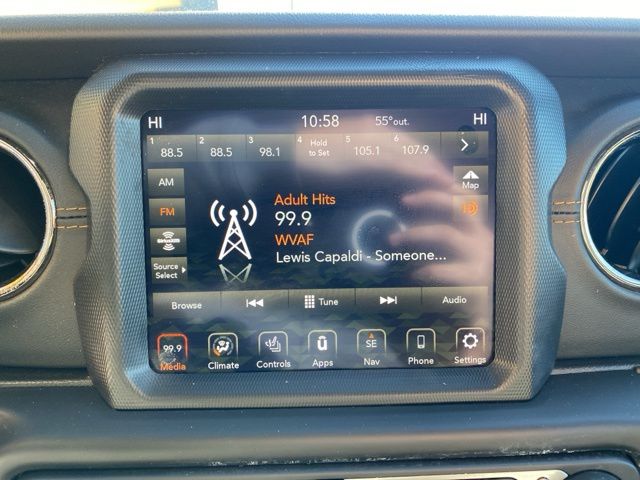 HI 10:58 55°out. HI
1 2 3 4 5 6
88.5 88.5 98.1 Hold to Set 105.1 107.9
AM
Map
FM
Adult Hits
99.9
WVAF
SiriusXM
Lewis Capaldi - Someone...
Source
Select
Browse Tune Audio
99.9 SE
Media Climate Controls Apps Nav Phone Settings